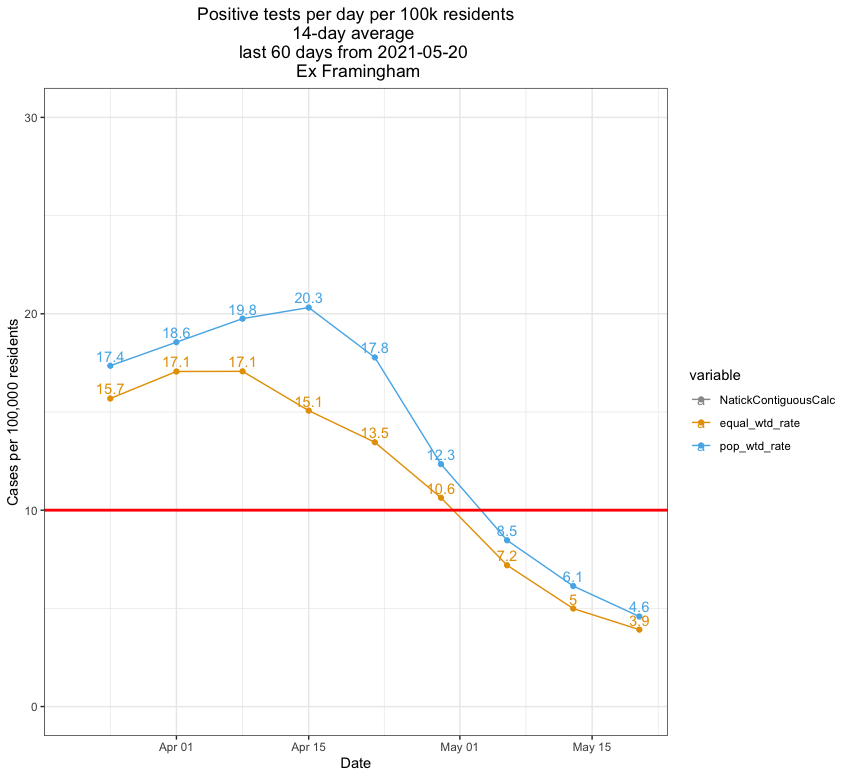 Positive tests per day per 100k residents
14-day average
last 60 days from 2021-05-20
Ex Framingham
30
20
10
0
Cases per 100,000 residents
17.4
18.6
19.8
20.3
17.8
12.3
8.5
6.1
4.6
15.7
17.1
17.1
15.1
13.5
10.6
7.2
5
3.9
Apr 01
Apr 15
May 01
May 15
Date
variable
a NatickContiguousCalc
a equal_wtd_rate
a pop_wtd_rate